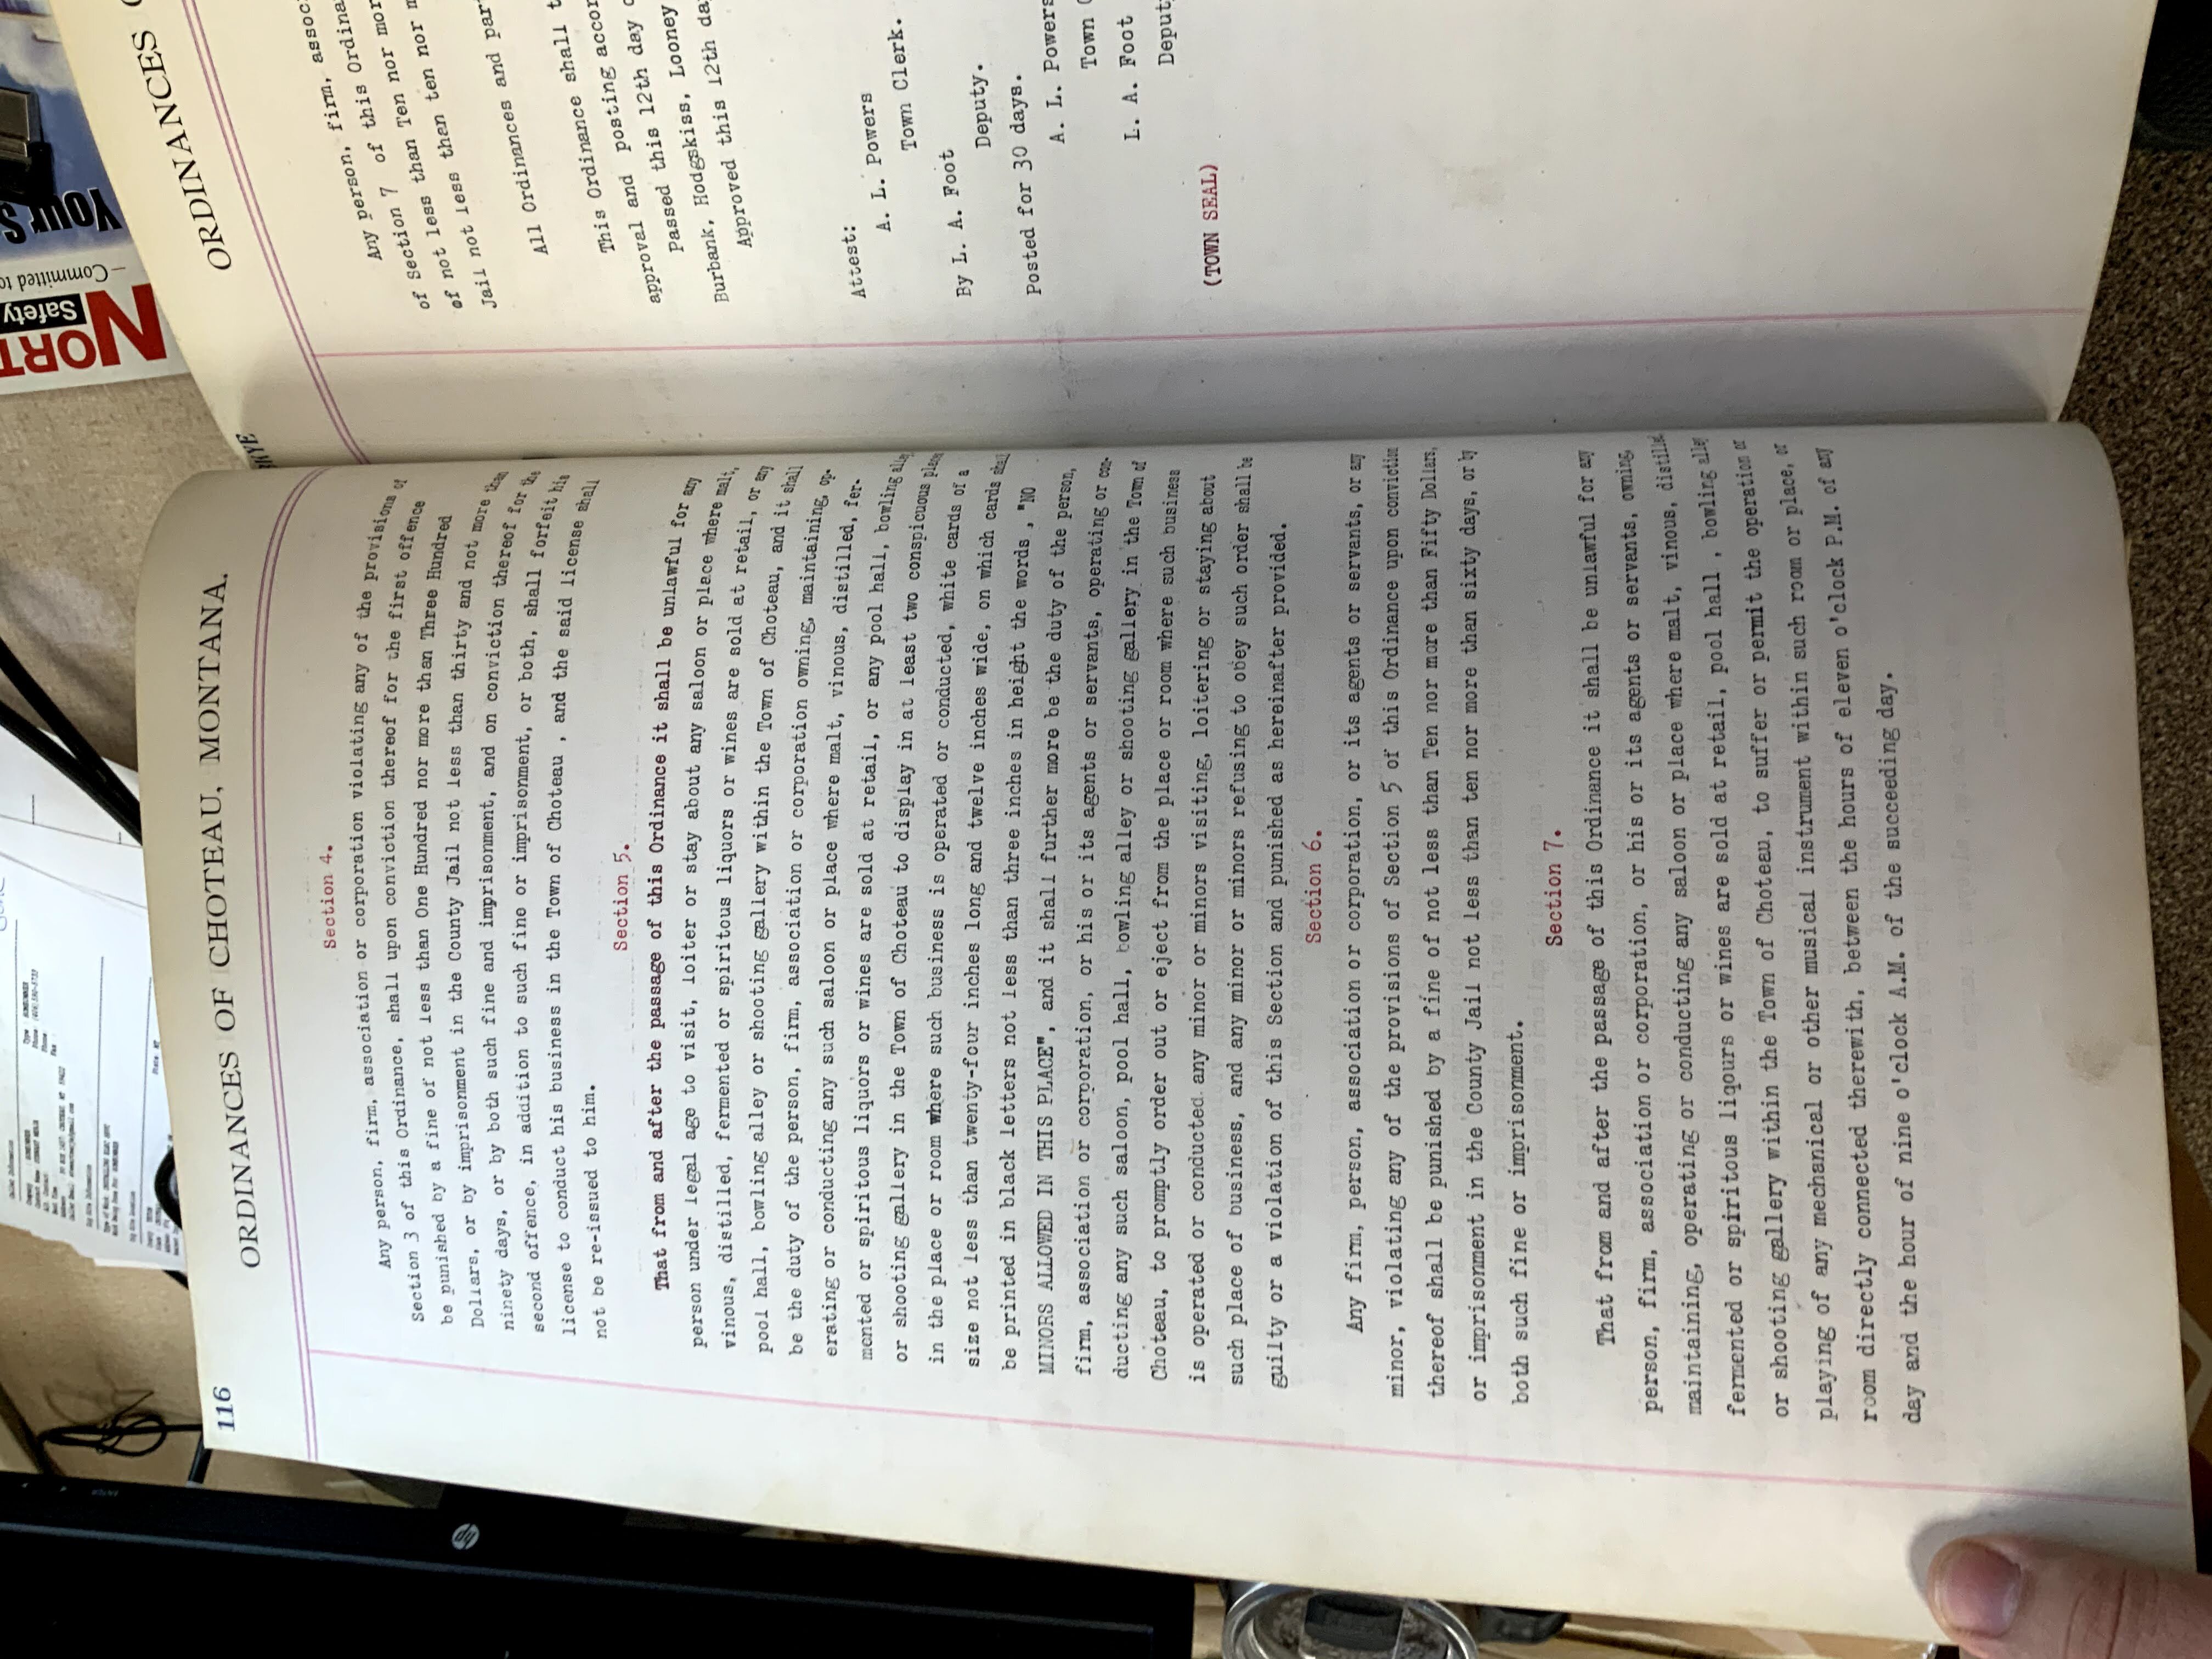 116
ORDINANCES OF CHOTEAU, MONTANA.
Section 4.
Any person, firm, association or corporation violating any of the provisions of
Section 3 of this Ordinance, shall upon conviction thereof for the first offence
be punished by a fine of not less than One Hundred nor more than Three Hundred
Dollars, or by imprisonment in the County Jail not less than thirty and not more than
ninety days, or by both such fine and imprisonment, and on conviction thereof for the
second offence, in addition to such fine or imprisonment, or both, shall forfeit his
license to conduct his business in the Town of Choteau , and the said license shall
not be re-issued to him.
Section 5.
That from and after the passage of this Ordinance it shall be unlawful for any
person under legal age to visit, loiter or stay about any saloon or place where malt,
vinous, distilled, fermented or spiritous liquors or wines are sold at retail, or any
pool hall, bowling alley or shooting gallery within the Town of Choteau, and it shall
be the duty of the person, firm, association or corporation owning, maintaining, op-
erating or conducting any such saloon or place where malt, vinous, distilled, fer-
mented or spiritous liquors or wines are sold at retail, or any pool hall, bowling alley
or shooting gallery in the Town of Choteau to display in at least two conspicuous places
in the place or room where such business is operated or conducted, white cards of a
size not less than twenty-four inches long and twelve inches wide, on which cards shall
be printed in black letters not less than three inches in height the words , "NO
MINORS ALLOWED IN THIS PLACE", and it shall further more be the duty of the person,
firm, association or corporation, or his or its agents or servants, operating or con-
ducting any such saloon, pool hall, bowling alley or shooting gallery in the Town of
Choteau, to promptly order out or eject from the place or room where such business
is operated or conducted any minor or minors visiting, loitering or staying about
such place of business, and any minor or minors refusing to obey such order shall be
guilty or a violation of this Section and punished as hereinafter provided.
Section 6.
Any firm, person, association or corporation, or its agents or servants, or any
minor, violating any of the provisions of Section 5 of this Ordinance upon conviction
thereof shall be punished by a fine of not less than Ten nor more than Fifty Dollars,
or imprisonment in the County Jail not less than ten nor more than sixty days, or by
both such fine or imprisonment.
Section 7.
That from and after the passage of this Ordinance it shall be unlawful for any
person, firm, association or corporation, or his or its agents or servants, owning,
maintaining, operating or conducting any saloon or place where malt, vinous, distilled
fermented or spiritous liqours or wines are sold at retail, pool hall , bowling alley
or shooting gallery within the Town of Choteau, to suffer or permit the operation or
playing of any mechanical or other musical instrument within such room or place, or
room directly connected therewith, between the hours of eleven o'clock P.M. of any
day and the hour of nine o'clock A.M. of the succeeding day.
ORDINANCES
Any person, firm, assoc
of Section 7 of this Ordina
of not less than Ten nor mor
Jail not less than ten nor m
All Ordinances and par
This Ordinance shall t
approval and posting accor
Passed this 12th day
Burbank, Hodgskiss, Looney
Approved this 12th da
Attest:
A. L. Powers
Town Clerk.
By L. A. Foot
Deputy.
Posted for 30 days.
A. L. Powers
Town
L. A. Foot
Deput
(TOWN SEAL)
hp
NORT
Safety
—Committed to
Your S